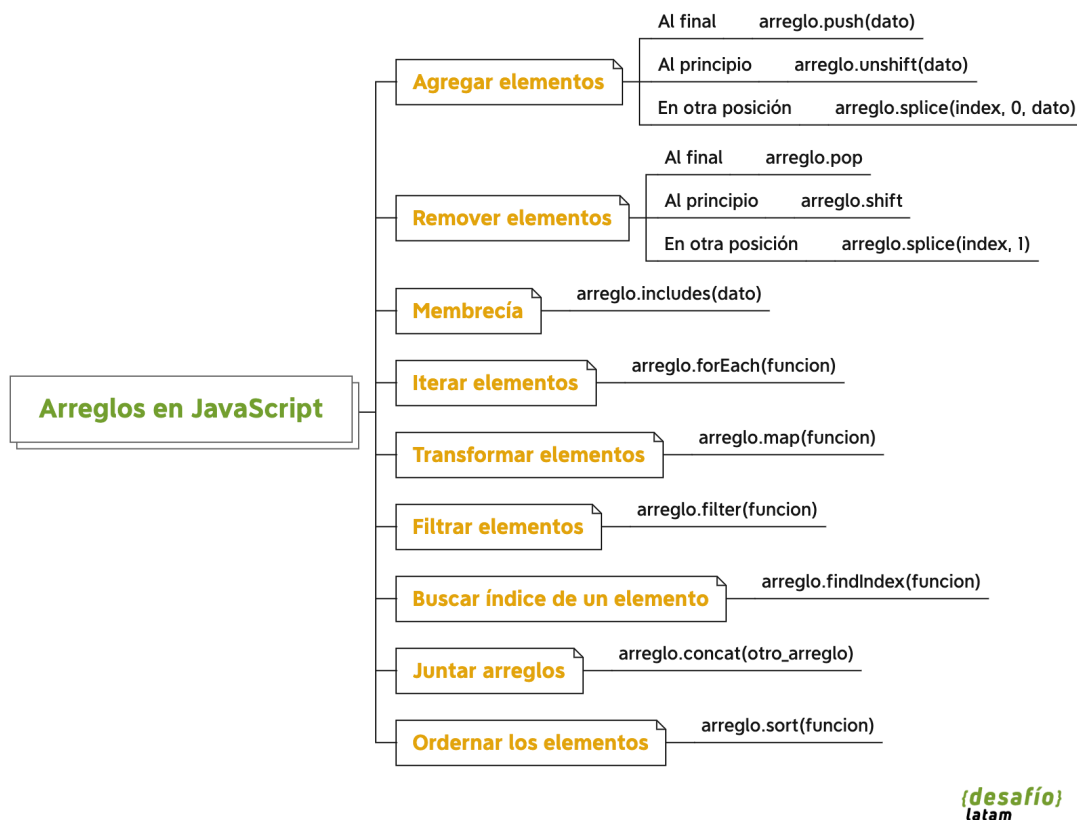 Arreglos en JavaScript
Agregar elementos
Al final arreglo.push(dato)
Al principio arreglo.unshift(dato)
En otra posición arreglo.splice(index, 0, dato)
Remover elementos
Al final arreglo.pop
Al principio arreglo.shift
En otra posición arreglo.splice(index, 1)
Membrecía arreglo.includes(dato)
Iterar elementos arreglo.forEach(funcion)
Transformar elementos arreglo.map(funcion)
Filtrar elementos arreglo.filter(funcion)
Buscar índice de un elemento arreglo.findIndex(funcion)
Juntar arreglos arreglo.concat(otro_arreglo)
Ordernar los elementos arreglo.sort(funcion)
{desafío}
latam